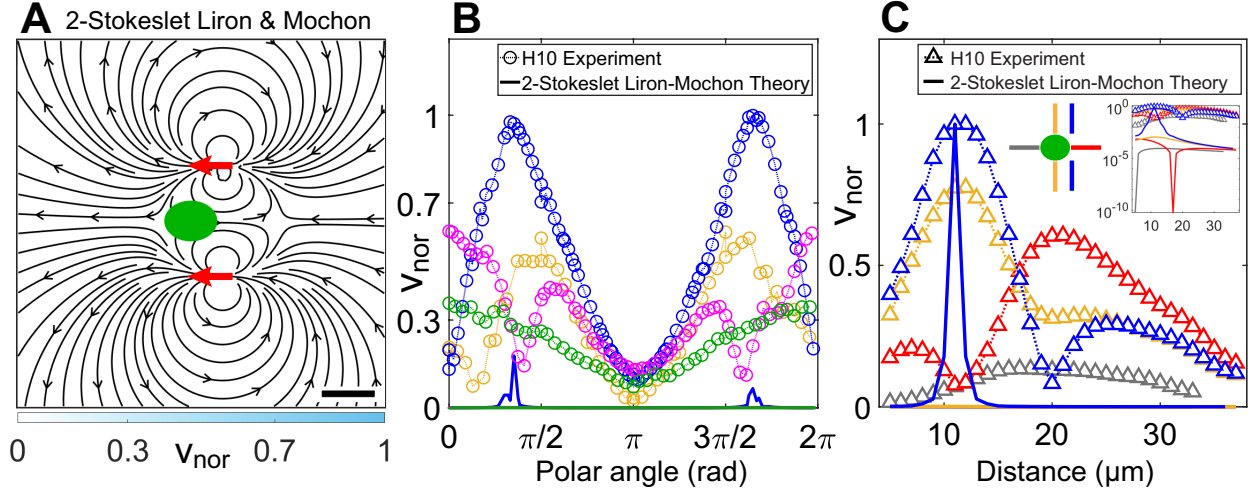 A
2-Stokeslet Liron & Mochon
0
0.3
0.7
1
v_nor
B
H10 Experiment
2-Stokeslet Liron-Mochon Theory
1
0.7
0.3
0
v_nor
0
π/2
π
3π/2
2π
Polar angle (rad)
C
H10 Experiment
2-Stokeslet Liron-Mochon Theory
1
0.5
0
v_nor
10
20
30
Distance (μm)
10^0
10^-5
10^-10
10
20
30